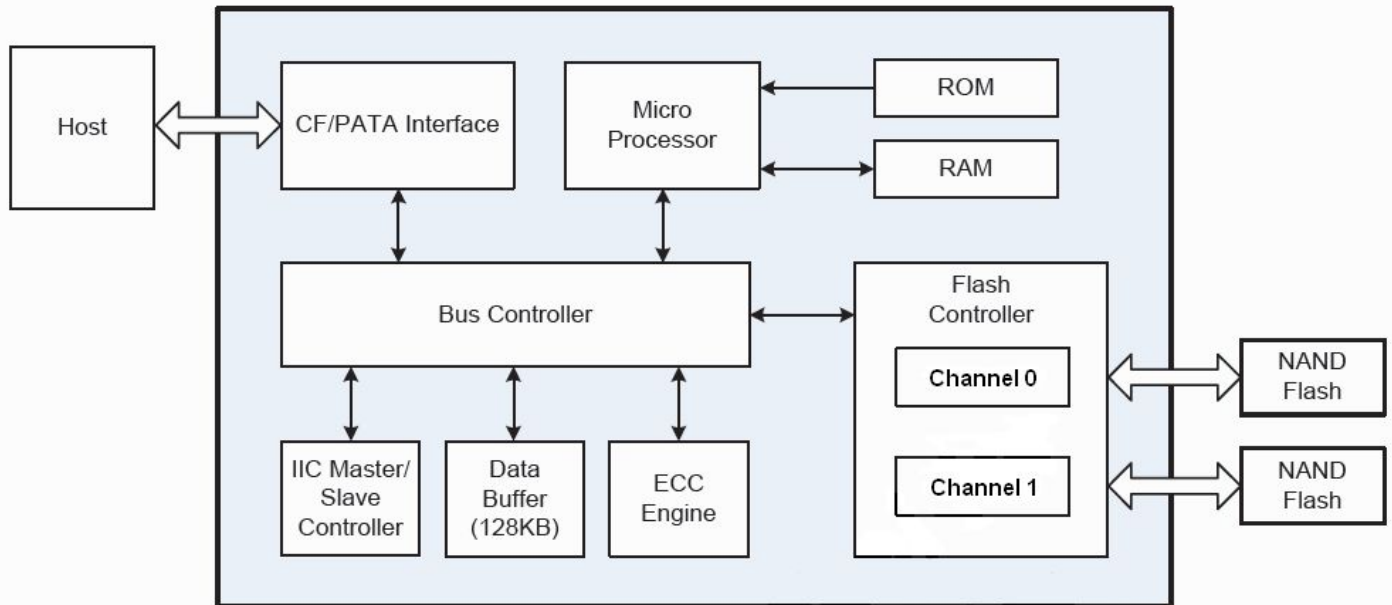 Host
CF/PATA Interface
Micro
Processor
ROM
RAM
Bus Controller
Flash
Controller
Channel 0
Channel 1
NAND
Flash
NAND
Flash
IIC Master/
Slave
Controller
Data
Buffer
(128KB)
ECC
Engine